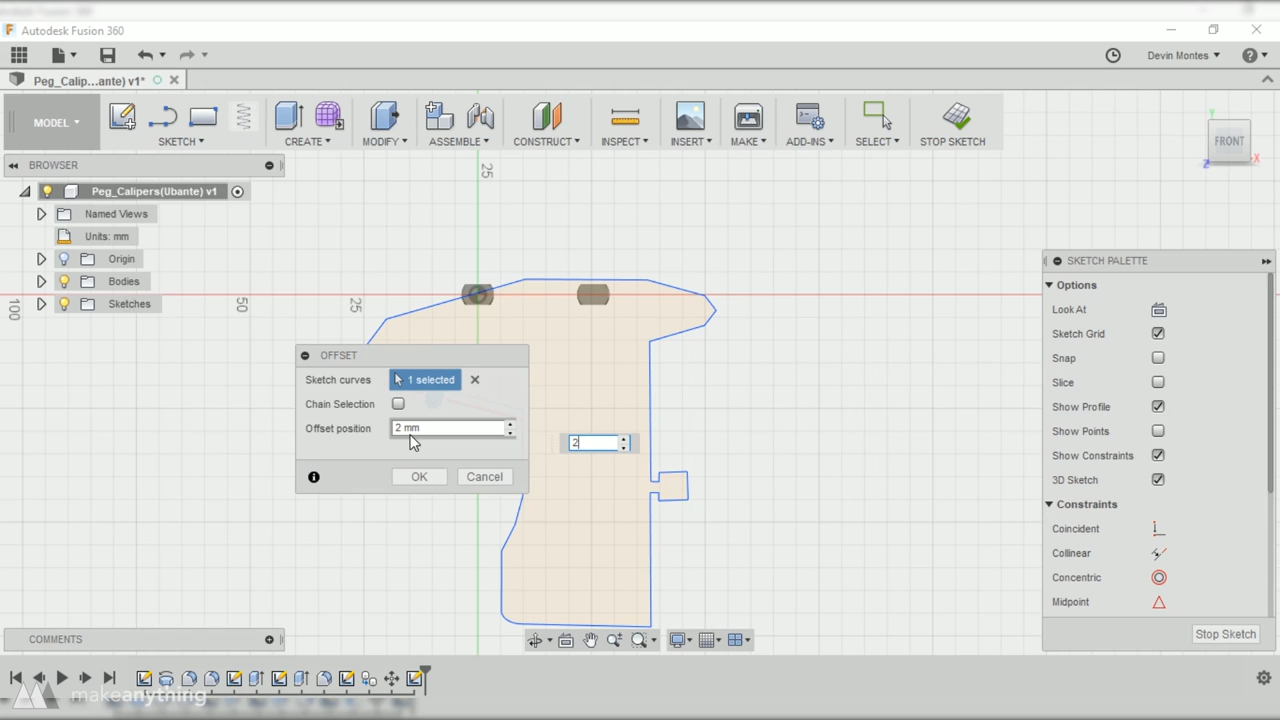 Autodesk Fusion 360
Devin Montes
Peg_Calip...ante) v1*
MODEL
SKETCH
CREATE
MODIFY
ASSEMBLE
CONSTRUCT
INSPECT
INSERT
MAKE
ADD-INS
SELECT
STOP SKETCH
FRONT
Y
X
Z
BROWSER
Peg_Calipers(Ubante) v1
Named Views
Units: mm
Origin
Bodies
Sketches
25
100
50
25
OFFSET
Sketch curves
1 selected
Chain Selection
Offset position
2 mm
OK
Cancel
2
SKETCH PALETTE
Options
Look At
Sketch Grid
Snap
Slice
Show Profile
Show Points
Show Constraints
3D Sketch
Constraints
Coincident
Collinear
Concentric
Midpoint
Stop Sketch
COMMENTS
makeanything